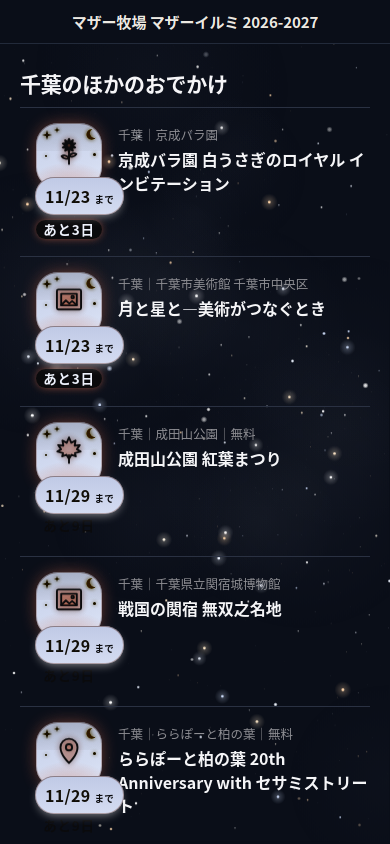 マザー牧場 マザーイルミ 2026-2027
千葉のほかのおでかけ
千葉｜京成バラ園
京成バラ園 白うさぎのロイヤル イ
ンビテーション
11/23 まで
あと3日
千葉｜千葉市美術館 千葉市中央区
月と星と―美術がつなぐとき
11/23 まで
あと3日
千葉｜成田山公園｜無料
成田山公園 紅葉まつり
11/29 まで
千葉｜千葉県立関宿城博物館
戦国の関宿 無双之名地
11/29 まで
千葉｜ららぽーと柏の葉｜無料
ららぽーと柏の葉 20th
Anniversary with セサミストリー
ト
11/29 まで